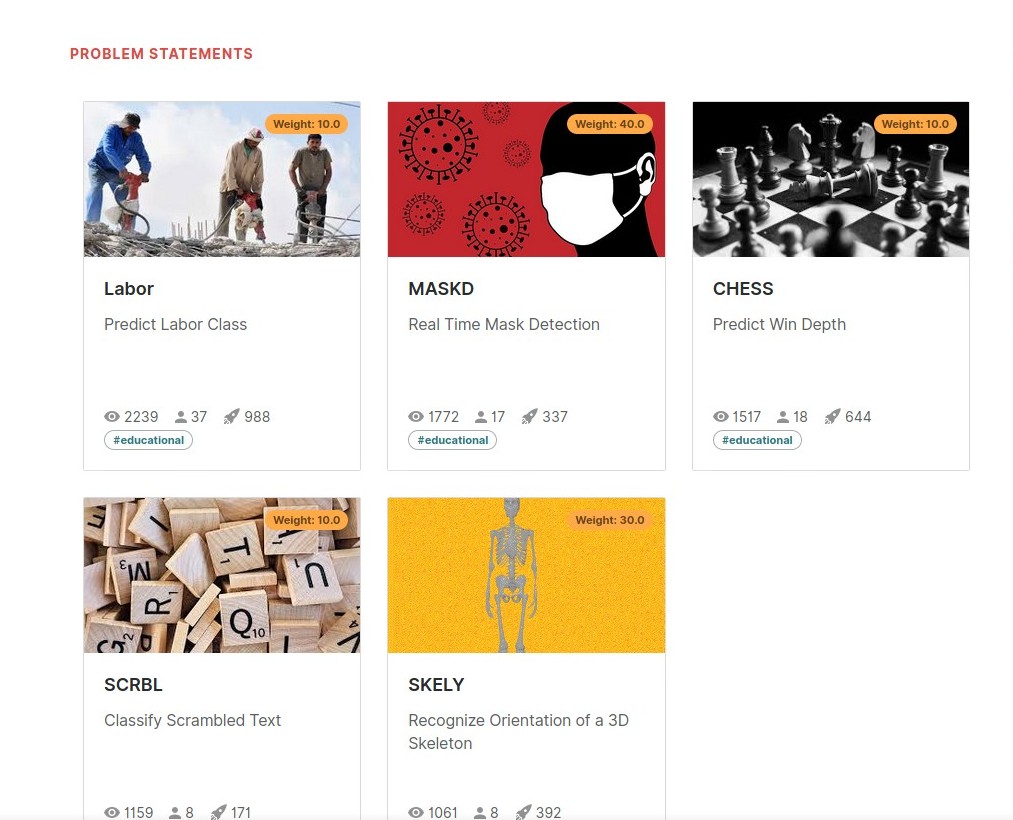 PROBLEM STATEMENTS
Weight: 10.0
Weight: 40.0
Weight: 10.0
Labor
MASKD
CHESS
Predict Labor Class
Real Time Mask Detection
Predict Win Depth
2239 37 988
1772 17 337
1517 18 644
#educational
#educational
#educational
Weight: 10.0
Weight: 30.0
E
I
T
M3
U
R1
Q10
SCRBL
SKELY
Classify Scrambled Text
Recognize Orientation of a 3D
Skeleton
1159 8 171
1061 8 392